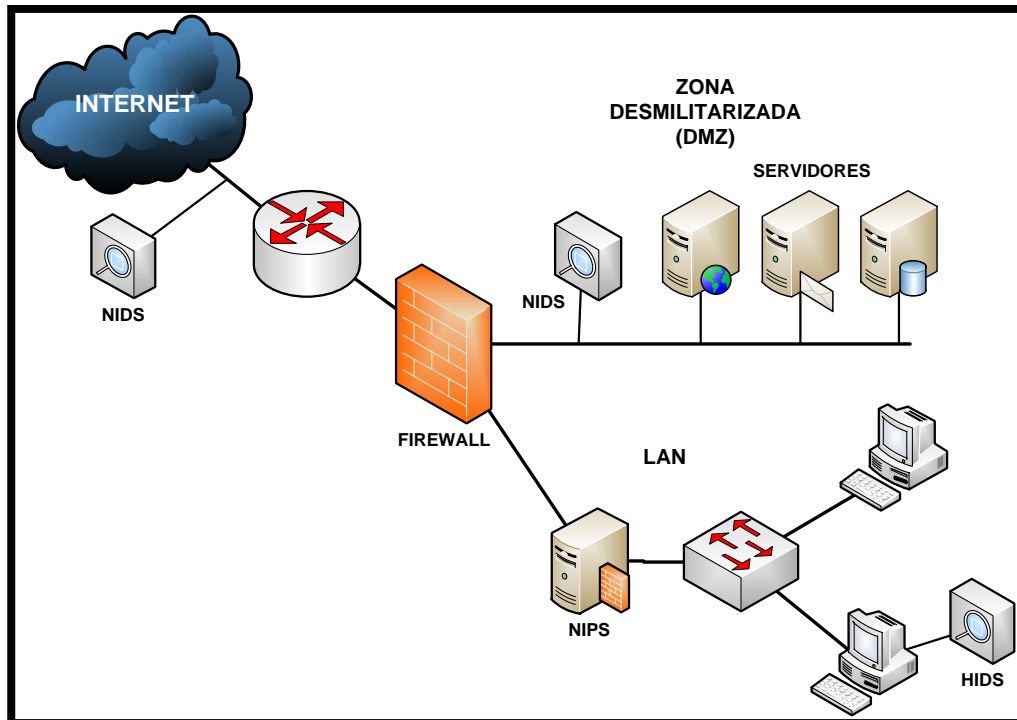 INTERNET
ZONA
DESMILITARIZADA
(DMZ)
SERVIDORES
NIDS
NIDS
FIREWALL
LAN
NIPS
HIDS